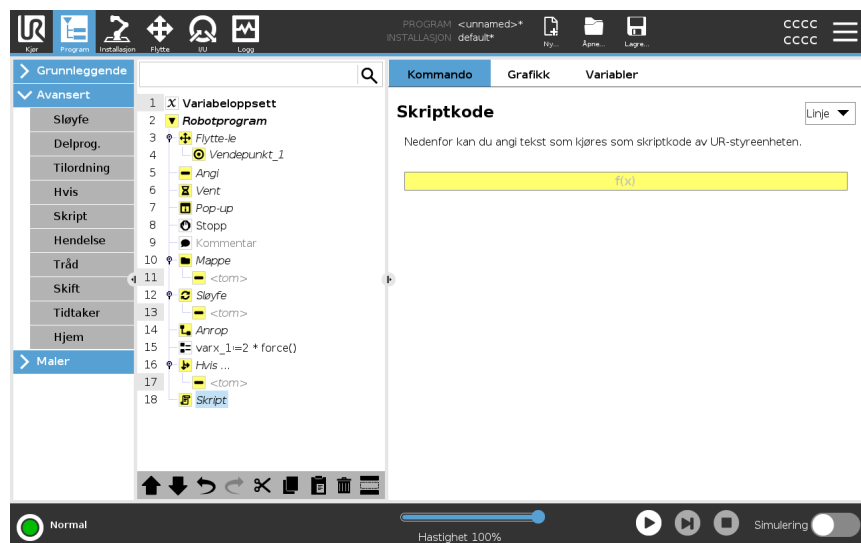 UR
Kjør
Program
Installasjon
Flytte
I/U
Logg
PROGRAM <unnamed>*
INSTALLASJON default*
Ny...
Åpne...
Lagre...
cccc
cccc
Grunnleggende
Avansert
Sløyfe
Delprog.
Tilordning
Hvis
Skript
Hendelse
Tråd
Skift
Tidtaker
Hjem
Maler
1 X Variabeloppsett
2 Robotprogram
3 Flytte-le
4 Vendepunkt_1
5 Angi
6 Vent
7 Pop-up
8 Stopp
9 Kommentar
10 Mappe
11 <tom>
12 Sløyfe
13 <tom>
14 Anrop
15 varx_1≔2 * force()
16 Hvis ...
17 <tom>
18 Skript
Kommando Grafikk Variabler
Skriptkode
Linje
Nedenfor kan du angi tekst som kjøres som skriptkode av UR-styreenheten.
f(x)
Normal
Hastighet 100%
Simulering